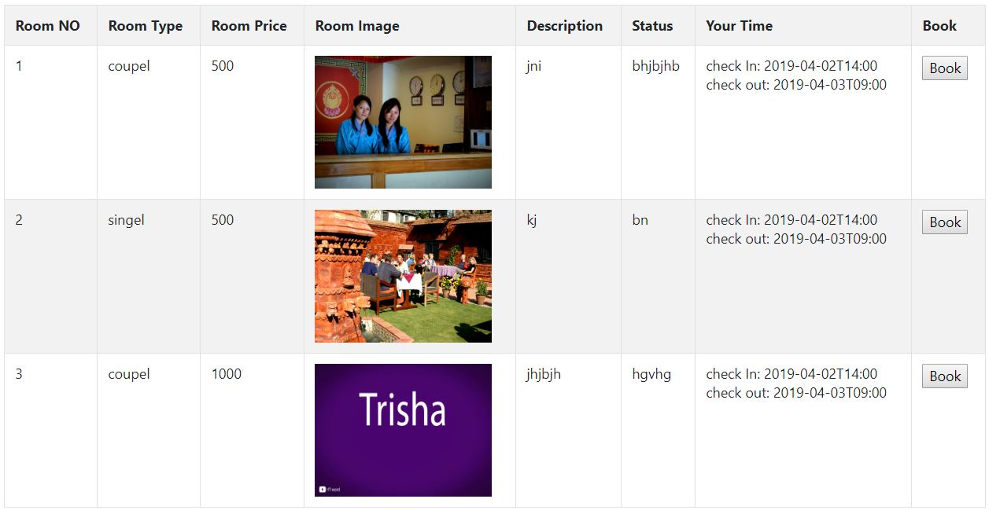 Room NO Room Type Room Price Room Image Description Status Your Time Book
1 coupel 500 jni bhjbjhb check In: 2019-04-02T14:00 Book
check out: 2019-04-03T09:00
2 singel 500 kj bn check In: 2019-04-02T14:00 Book
check out: 2019-04-03T09:00
3 coupel 1000 jhjbjh hgvhg check In: 2019-04-02T14:00 Book
check out: 2019-04-03T09:00
Trisha
HT word